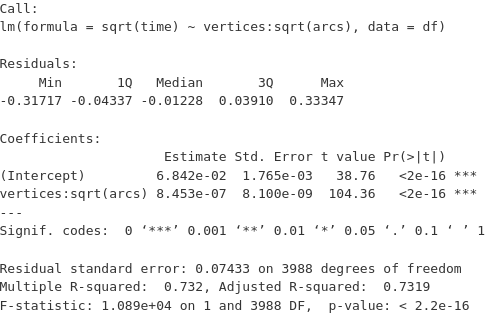 Call:
lm(formula = sqrt(time) ~ vertices:sqrt(arcs), data = df)
Residuals:
Min 1Q Median 3Q Max
-0.31717 -0.04337 -0.01228 0.03910 0.33347
Coefficients:
Estimate Std. Error t value Pr(>|t|)
(Intercept) 6.842e-02 1.765e-03 38.76 <2e-16 ***
vertices:sqrt(arcs) 8.453e-07 8.100e-09 104.36 <2e-16 ***
---
Signif. codes: 0 ‘***’ 0.001 ‘**’ 0.01 ‘*’ 0.05 ‘.’ 0.1 ‘ ’ 1
Residual standard error: 0.07433 on 3988 degrees of freedom
Multiple R-squared: 0.732, Adjusted R-squared: 0.7319
F-statistic: 1.089e+04 on 1 and 3988 DF, p-value: < 2.2e-16